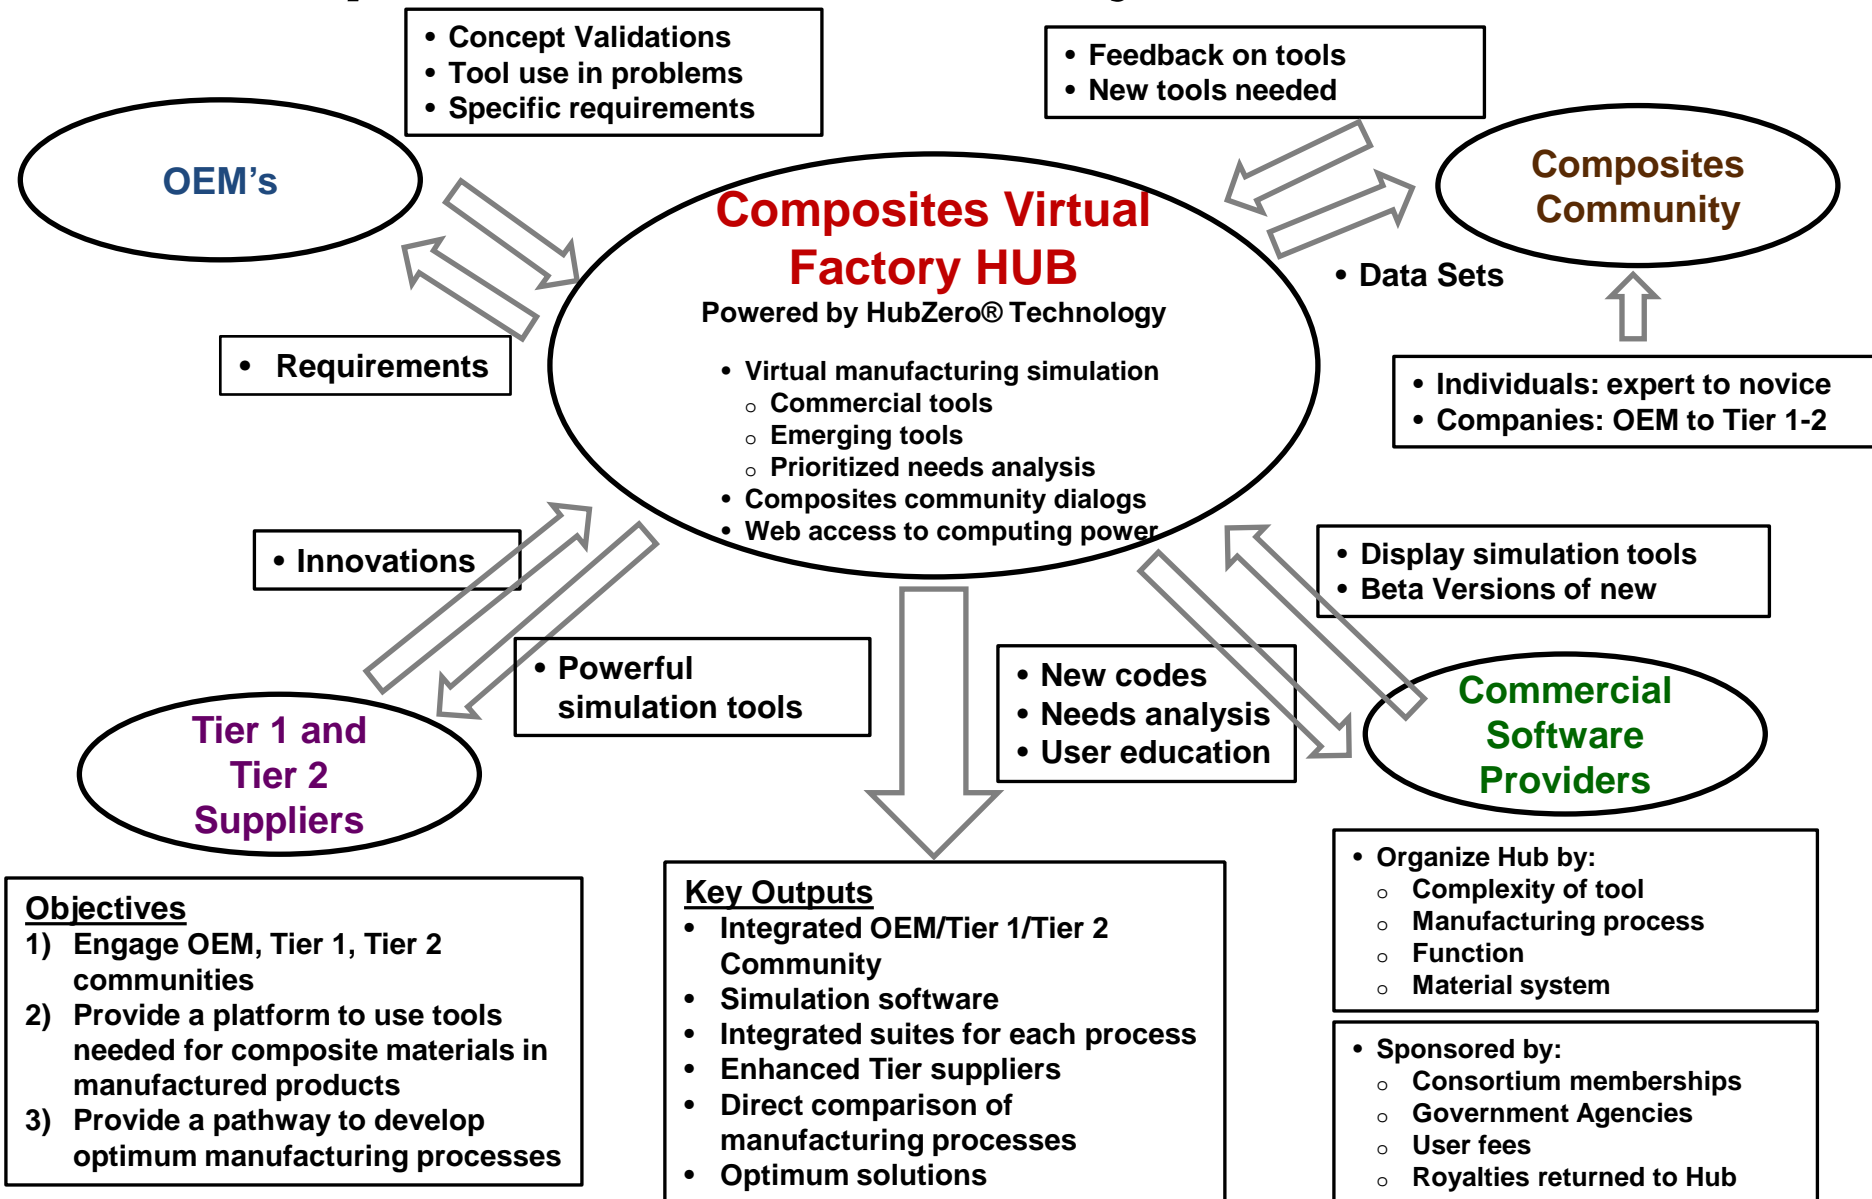 • Concept Validations
• Tool use in problems
• Specific requirements
• Feedback on tools
• New tools needed
OEM’s
Composites
Community
Composites Virtual
Factory HUB
Powered by HubZero® Technology
• Virtual manufacturing simulation
o Commercial tools
o Emerging tools
o Prioritized needs analysis
• Composites community dialogs
• Web access to computing power
• Data Sets
• Requirements
• Individuals: expert to novice
• Companies: OEM to Tier 1-2
• Innovations
• Display simulation tools
• Beta Versions of new
• Powerful
simulation tools
• New codes
• Needs analysis
• User education
Tier 1 and
Tier 2
Suppliers
Commercial
Software
Providers
Objectives
1) Engage OEM, Tier 1, Tier 2
communities
2) Provide a platform to use tools
needed for composite materials in
manufactured products
3) Provide a pathway to develop
optimum manufacturing processes
Key Outputs
• Integrated OEM/Tier 1/Tier 2
Community
• Simulation software
• Integrated suites for each process
• Enhanced Tier suppliers
• Direct comparison of
manufacturing processes
• Optimum solutions
• Organize Hub by:
o Complexity of tool
o Manufacturing process
o Function
o Material system
• Sponsored by:
o Consortium memberships
o Government Agencies
o User fees
o Royalties returned to Hub